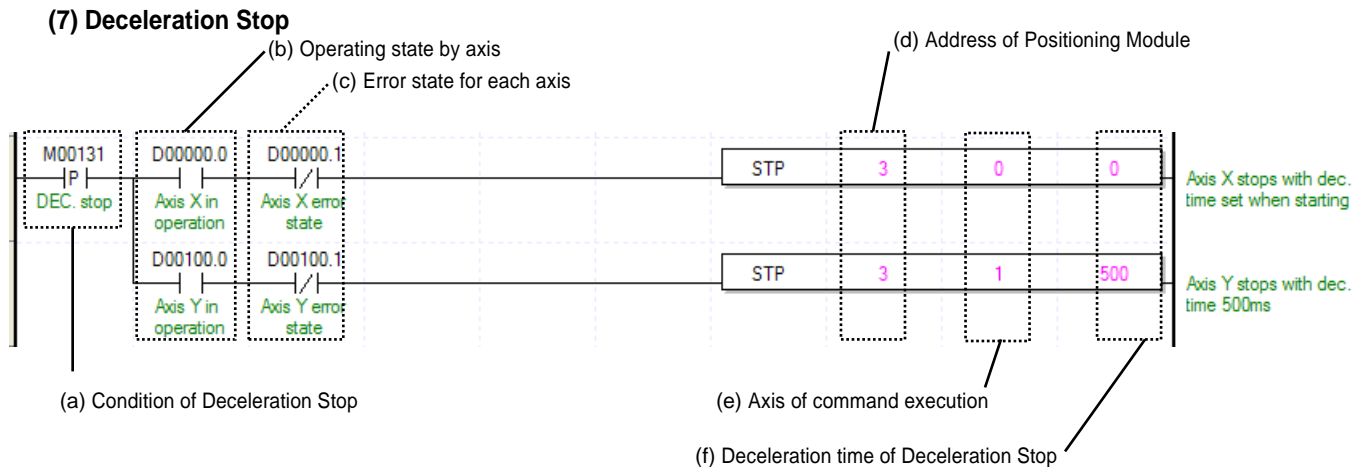 (7) Deceleration Stop
(b) Operating state by axis
(d) Address of Positioning Module
(c) Error state for each axis
M00131
D00000.0
D00000.1
P
DEC. stop
Axis X in
operation
Axis X error
state
STP 3 0 0
Axis X stops with dec.
time set when starting
D00100.0
D00100.1
Axis Y in
operation
Axis Y error
state
STP 3 1 500
Axis Y stops with dec.
time 500ms
(a) Condition of Deceleration Stop
(e) Axis of command execution
(f) Deceleration time of Deceleration Stop